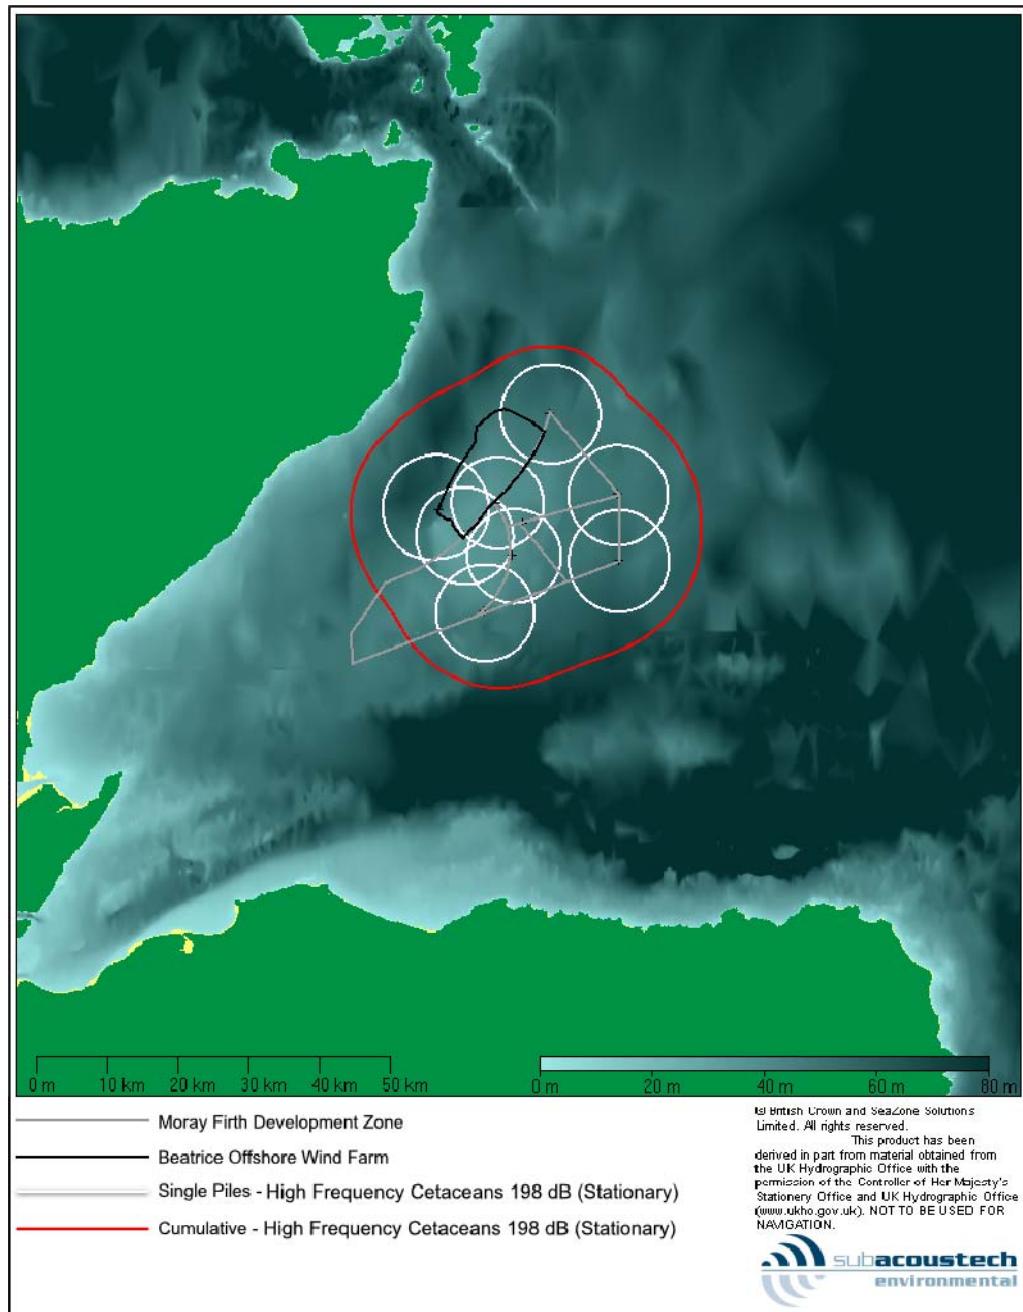 0 m 10 km 20 km 30 km 40 km 50 km
0 m 20 m 40 m 60 m 80 m
Moray Firth Development Zone
Beatrice Offshore Wind Farm
Single Piles - High Frequency Cetaceans 198 dB (Stationary)
Cumulative - High Frequency Cetaceans 198 dB (Stationary)
(c) British Crown and SeaZone Solutions
Limited. All rights reserved.
This product has been
derived in part from material obtained from
the UK Hydrographic Office with the
permission of the Controller of Her Majesty's
Stationery Office and UK Hydrographic Office
(www.ukho.gov.uk). NOT TO BE USED FOR
NAVIGATION.
subacoustech
environmental